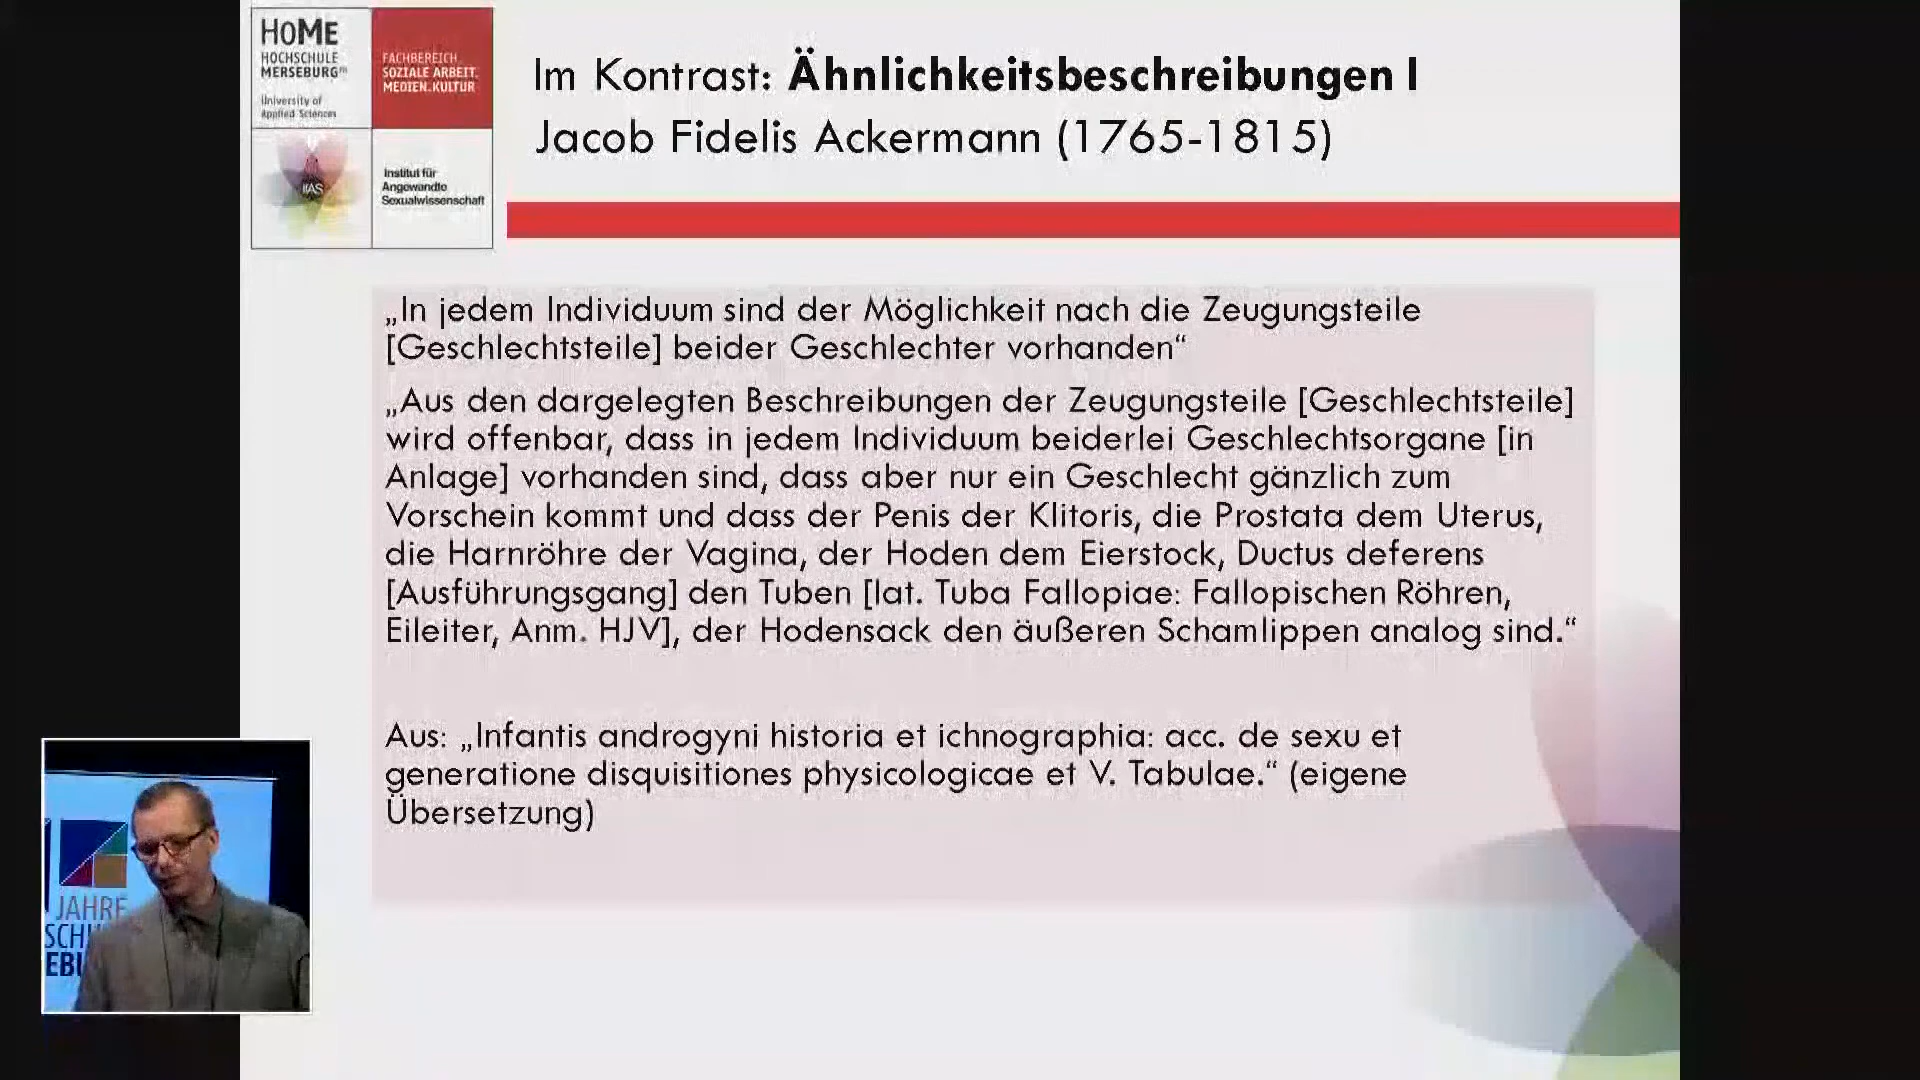 HOME
HOCHSCHULE
MERSEBURG
University of
Applied Sciences
FACHBEREICH
SOZIALE ARBEIT.
MEDIEN.KULTUR
IfAS
Institut für
Angewandte
Sexualwissenschaft
Im Kontrast: Ähnlichkeitsbeschreibungen I
Jacob Fidelis Ackermann (1765-1815)
„In jedem Individuum sind der Möglichkeit nach die Zeugungsteile
[Geschlechtsteile] beider Geschlechter vorhanden“
„Aus den dargelegten Beschreibungen der Zeugungsteile [Geschlechtsteile]
wird offenbar, dass in jedem Individuum beiderlei Geschlechtsorgane [in
Anlage] vorhanden sind, dass aber nur ein Geschlecht gänzlich zum
Vorschein kommt und dass der Penis der Klitoris, die Prostata dem Uterus,
die Harnröhre der Vagina, der Hoden dem Eierstock, Ductus deferens
[Ausführungsgang] den Tuben [lat. Tuba Fallopiae: Fallopischen Röhren,
Eileiter, Anm. HJV], der Hodensack den äußeren Schamlippen analog sind.“
Aus: „Infantis androgyni historia et ichnographia: acc. de sexu et
generatione disquisitiones physicologicae et V. Tabulae.“ (eigene
Übersetzung)
JAHRE
SCH
EB